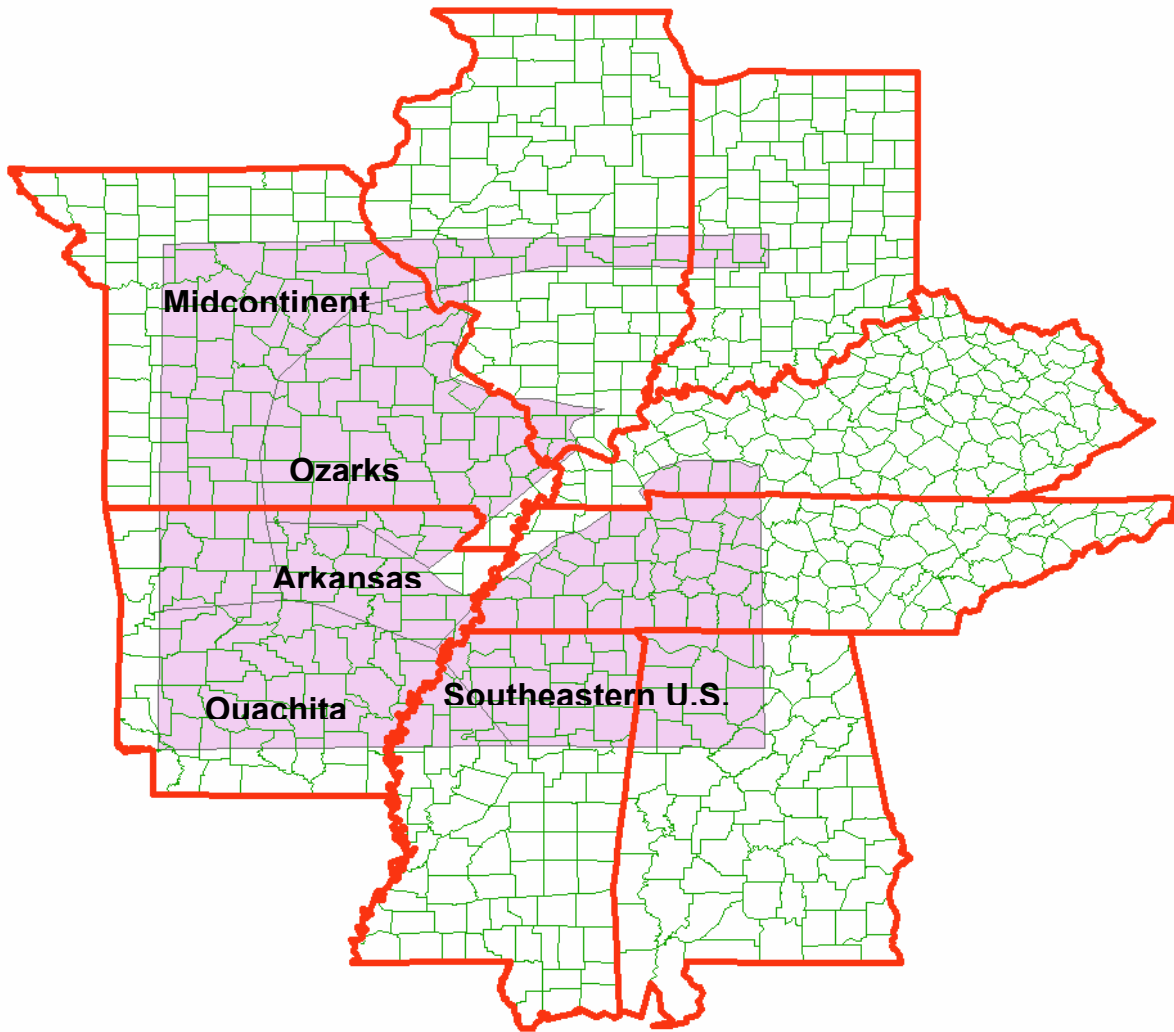 Midcontinent
Ozarks
Arkansas
Ouachita
Southeastern U.S.